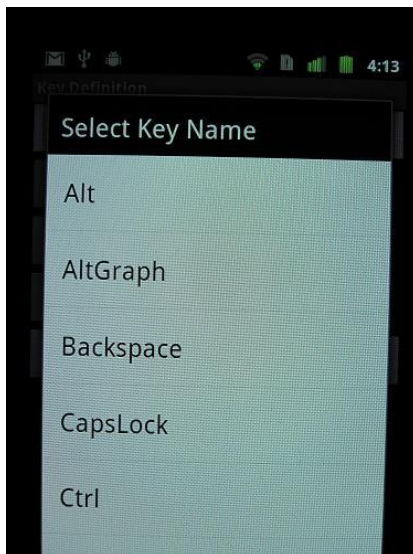 4:13
Key Definition
Select Key Name
Alt
AltGraph
Backspace
CapsLock
Ctrl